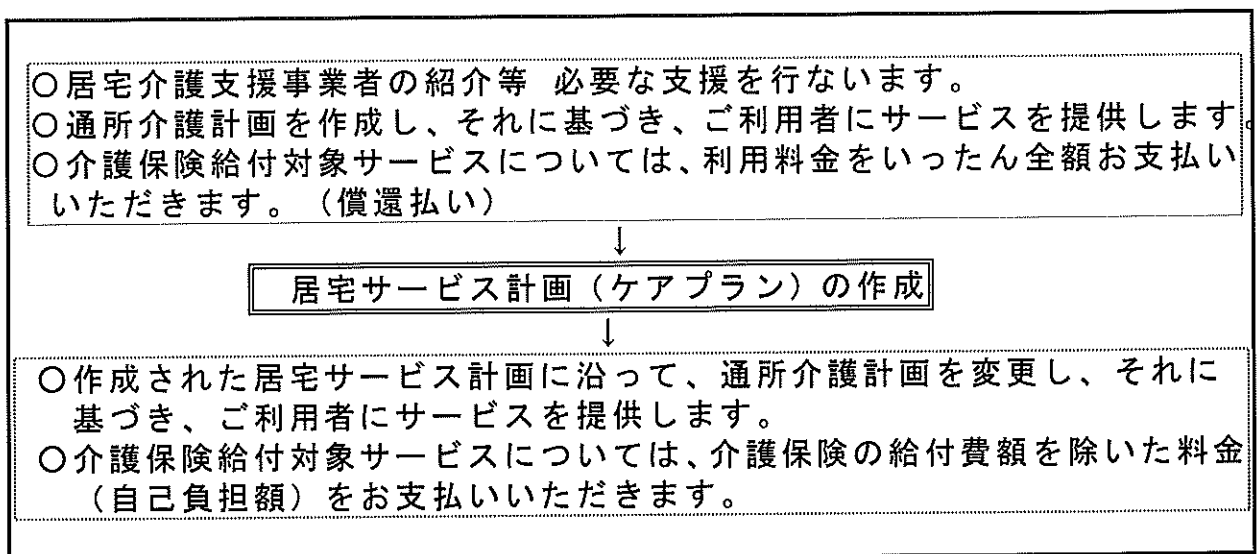 ○居宅介護支援事業者の紹介等 必要な支援を行ないます。
○通所介護計画を作成し、それに基づき、ご利用者にサービスを提供します。
○介護保険給付対象サービスについては、利用料金をいったん全額お支払い
いただきます。（償還払い）
↓
居宅サービス計画（ケアプラン）の作成
↓
○作成された居宅サービス計画に沿って、通所介護計画を変更し、それに
基づき、ご利用者にサービスを提供します。
○介護保険給付対象サービスについては、介護保険の給付費額を除いた料金
（自己負担額）をお支払いいただきます。